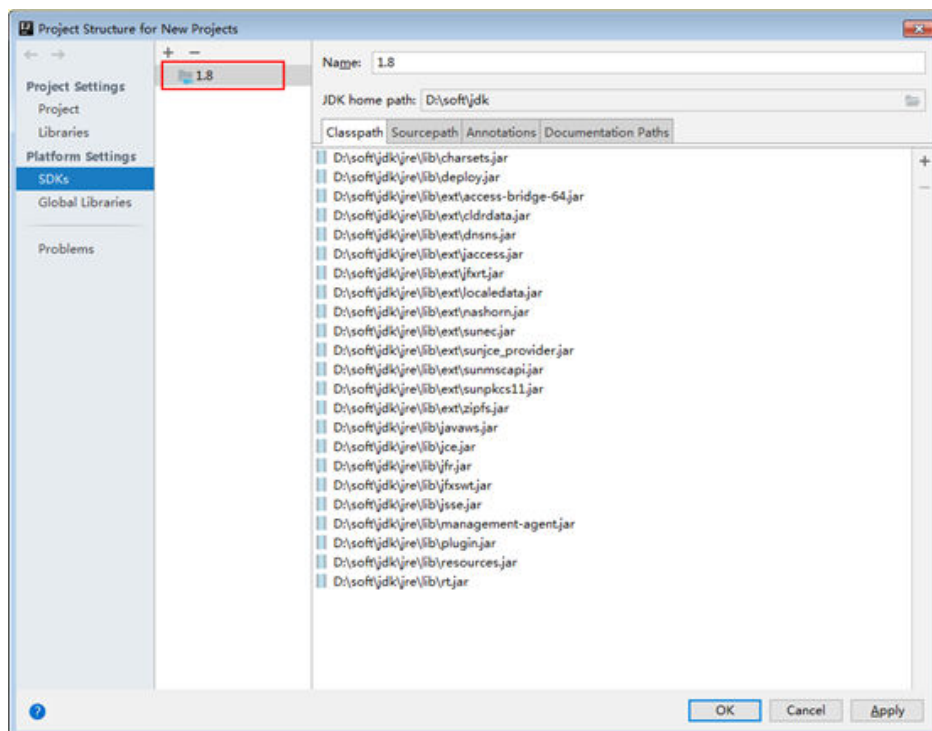 Project Structure for New Projects
Project Settings
Project
Libraries
Platform Settings
SDKs
Global Libraries
Problems
1.8
Name: 1.8
JDK home path: D:\soft\jdk
Classpath Sourcepath Annotations Documentation Paths
D:\soft\jdk\jre\lib\charsets.jar
D:\soft\jdk\jre\lib\deploy.jar
D:\soft\jdk\jre\lib\ext\access-bridge-64.jar
D:\soft\jdk\jre\lib\ext\cldrdata.jar
D:\soft\jdk\jre\lib\ext\dnsns.jar
D:\soft\jdk\jre\lib\ext\jaccess.jar
D:\soft\jdk\jre\lib\ext\jfxrt.jar
D:\soft\jdk\jre\lib\ext\localedata.jar
D:\soft\jdk\jre\lib\ext\nashorn.jar
D:\soft\jdk\jre\lib\ext\sunec.jar
D:\soft\jdk\jre\lib\ext\sunjce_provider.jar
D:\soft\jdk\jre\lib\ext\sunmscapi.jar
D:\soft\jdk\jre\lib\ext\sunpkcs11.jar
D:\soft\jdk\jre\lib\ext\zipfs.jar
D:\soft\jdk\jre\lib\javaws.jar
D:\soft\jdk\jre\lib\jce.jar
D:\soft\jdk\jre\lib\jfr.jar
D:\soft\jdk\jre\lib\jfxswt.jar
D:\soft\jdk\jre\lib\jsse.jar
D:\soft\jdk\jre\lib\management-agent.jar
D:\soft\jdk\jre\lib\plugin.jar
D:\soft\jdk\jre\lib\resources.jar
D:\soft\jdk\jre\lib\rt.jar
OK Cancel Apply